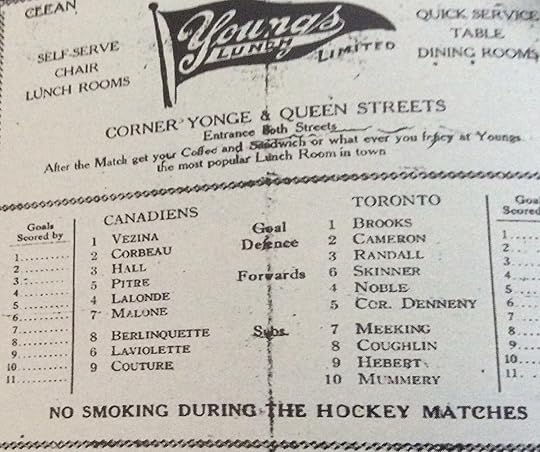 CLEAN
SELF-SERVE
CHAIR
LUNCH ROOMS
Youngs
LUNCH
LIMITED
QUICK SERVICE
TABLE
DINING ROOMS
CORNER YONGE & QUEEN STREETS
Entrance Both Streets
After the Match get your Coffee and Sandwich or what ever you fancy at Youngs
the most popular Lunch Room in town
Goals
Scored by
1
2
3
4
5
6
7
8
9
10
11
CANADIENS
1 VEZINA
2 CORBEAU
3 HALL
5 PITRE
4 LALONDE
7 MALONE
8 BERLINQUETTE
6 LAVIOLETTE
9 COUTURE
Goal
Defence
Forwards
Subs.
TORONTO
1 BROOKS
2 CAMERON
3 RANDALL
6 SKINNER
4 NOBLE
5 COR. DENNENY
7 MEEKING
8 COUGHLIN
9 HEBERT
10 MUMMERY
Goals
Scored
1
2
3
4
5
6
7
8
9
10
11
NO SMOKING DURING THE HOCKEY MATCHES